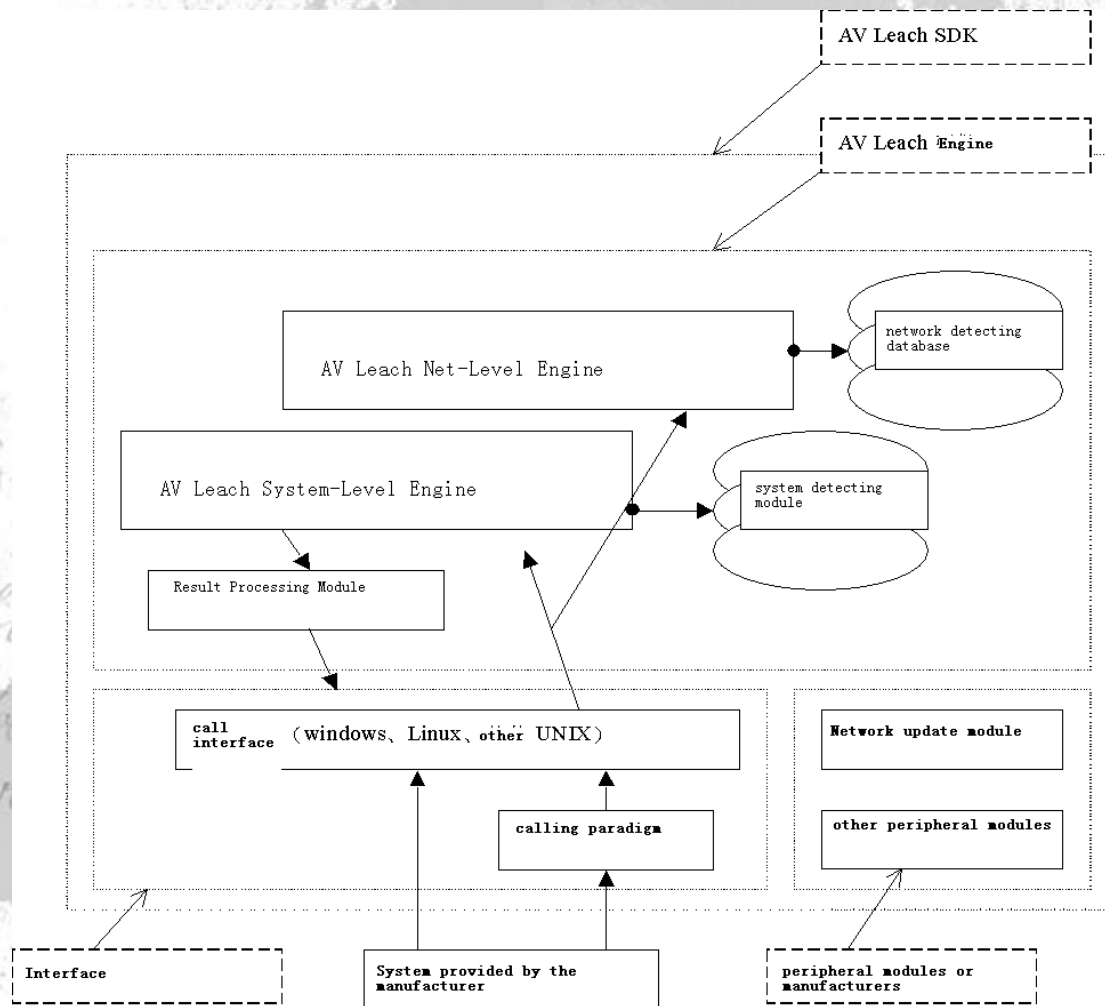 AV Leach SDK
AV Leach Engine
network detecting
database
AV Leach Net-Level Engine
AV Leach System-Level Engine
system detecting
module
Result Processing Module
call
interface (windows、Linux、other UNIX)
Network update module
calling paradigm
other peripheral modules
Interface
System provided by the
manufacturer
peripheral modules or
manufacturers